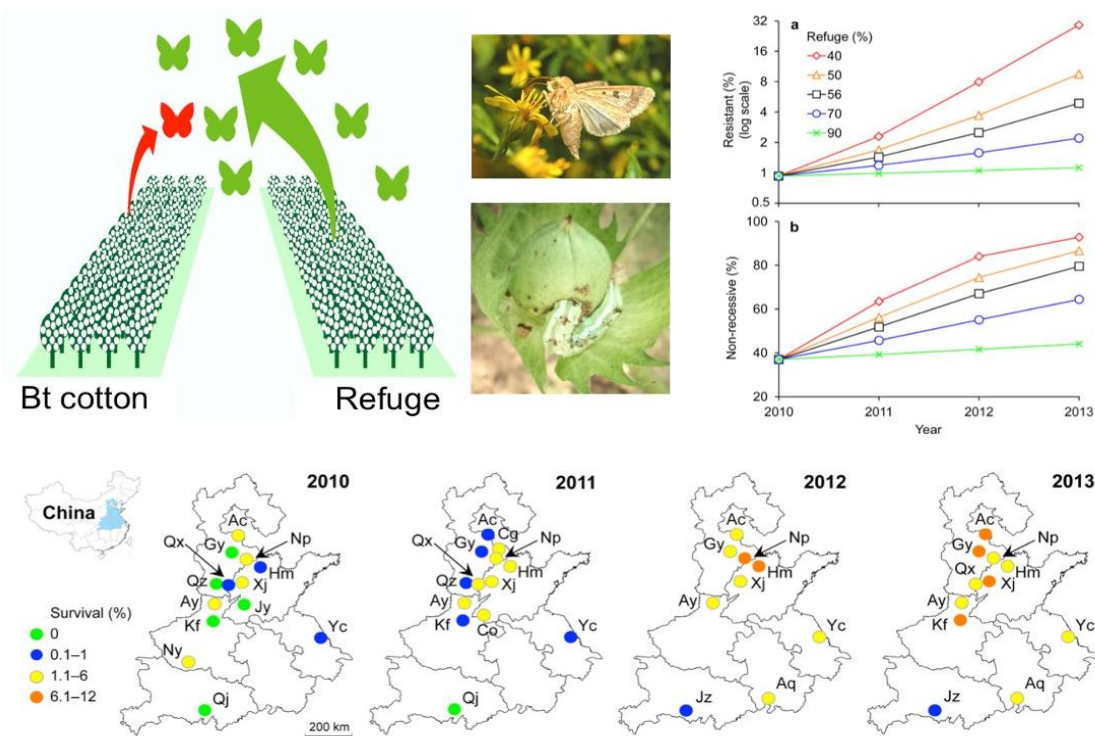 Bt cotton
Refuge
a
Refuge (%)
40
50
56
70
90
Resistant (%)
(log scale)
32
16
8
4
2
1
0.5
b
Non-recessive (%)
100
80
60
40
20
2010 2011 2012 2013
Year
China
Survival (%)
0
0.1–1
1.1–6
6.1–12
2010
Ac
Qx
Gy
Np
Hm
Qz
Xj
Ay
Jy
Kf
Yc
Ny
Qj
200 km
2011
Ac
Cg
Qx
Gy
Np
Hm
Qz
Xj
Ay
Kf
Co
Yc
Qj
2012
Ac
Gy
Np
Hm
Xj
Ay
Yc
Jz
Aq
2013
Ac
Gy
Np
Hm
Qx
Xj
Ay
Kf
Yc
Jz
Aq